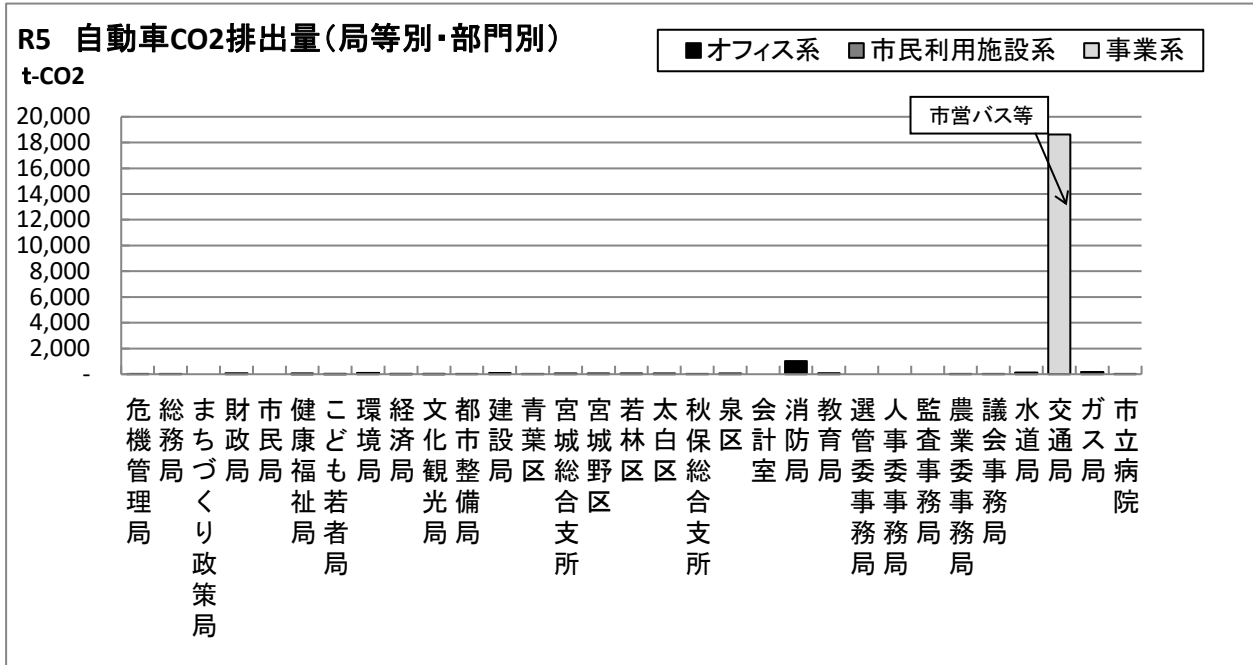 R5 自動車CO2排出量(局等別・部門別)
■オフィス系 ■市民利用施設系 □事業系
t-CO2
市営バス等
20,000
18,000
16,000
14,000
12,000
10,000
8,000
6,000
4,000
2,000
-
危機管理局
総務局
まちづくり政策局
財政局
市民局
健康福祉局
こども若者局
環境局
経済局
文化観光局
都市整備局
建設局
青葉区
宮城総合支所
宮城野区
若林区
太白区
秋保総合支所
泉区
会計室
消防局
教育局
選管委事務局
人事委事務局
監査事務局
農業委事務局
議会事務局
水道局
交通局
ガス局
市立病院